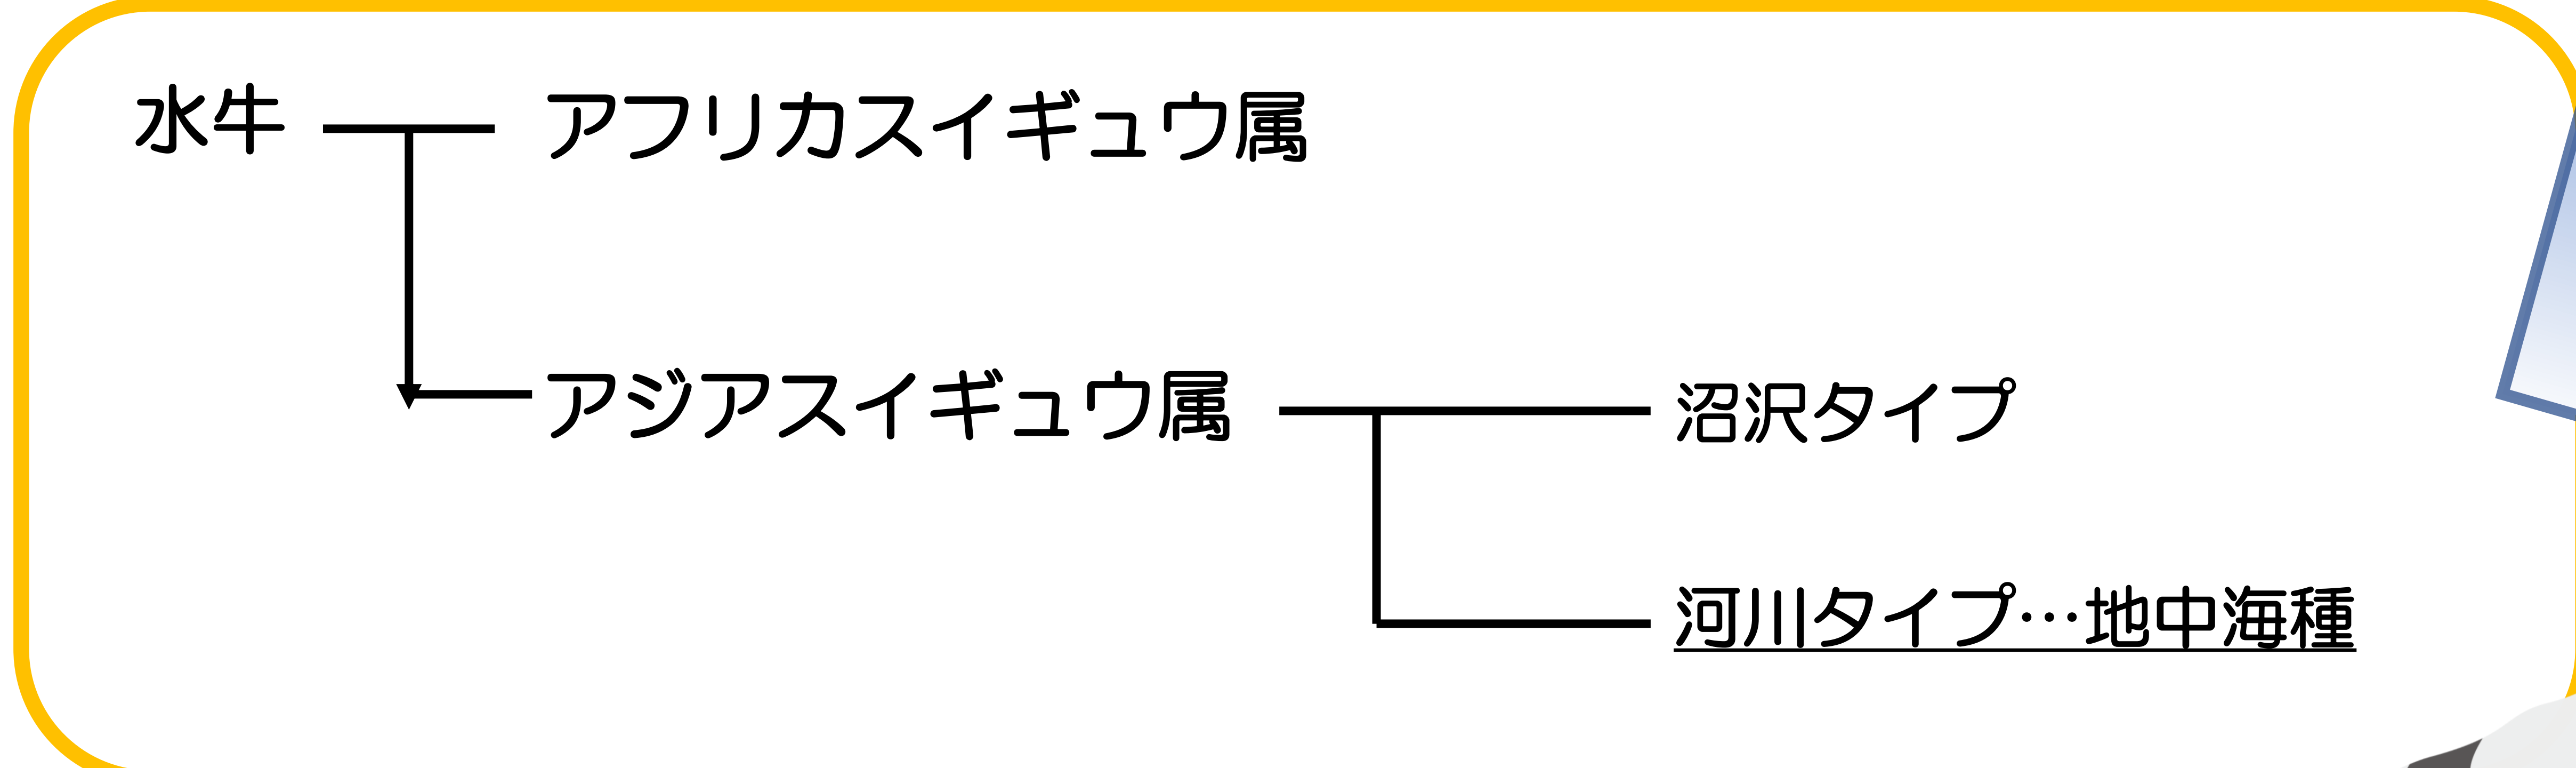 水牛 アフリカスイギュウ属
アジアスイギュウ属 沼沢タイプ
河川タイプ…地中海種